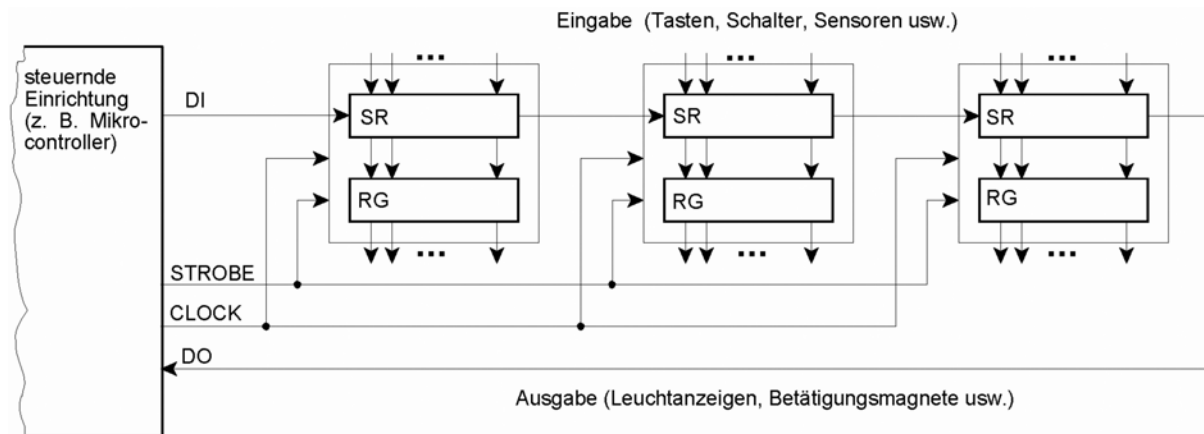 Eingabe (Tasten, Schalter, Sensoren usw.)
steuernde
Einrichtung
(z. B. Mikro-
controller)
DI
SR
SR
SR
RG
RG
RG
STROBE
CLOCK
DO
Ausgabe (Leuchtanzeigen, Betätigungsmagnete usw.)